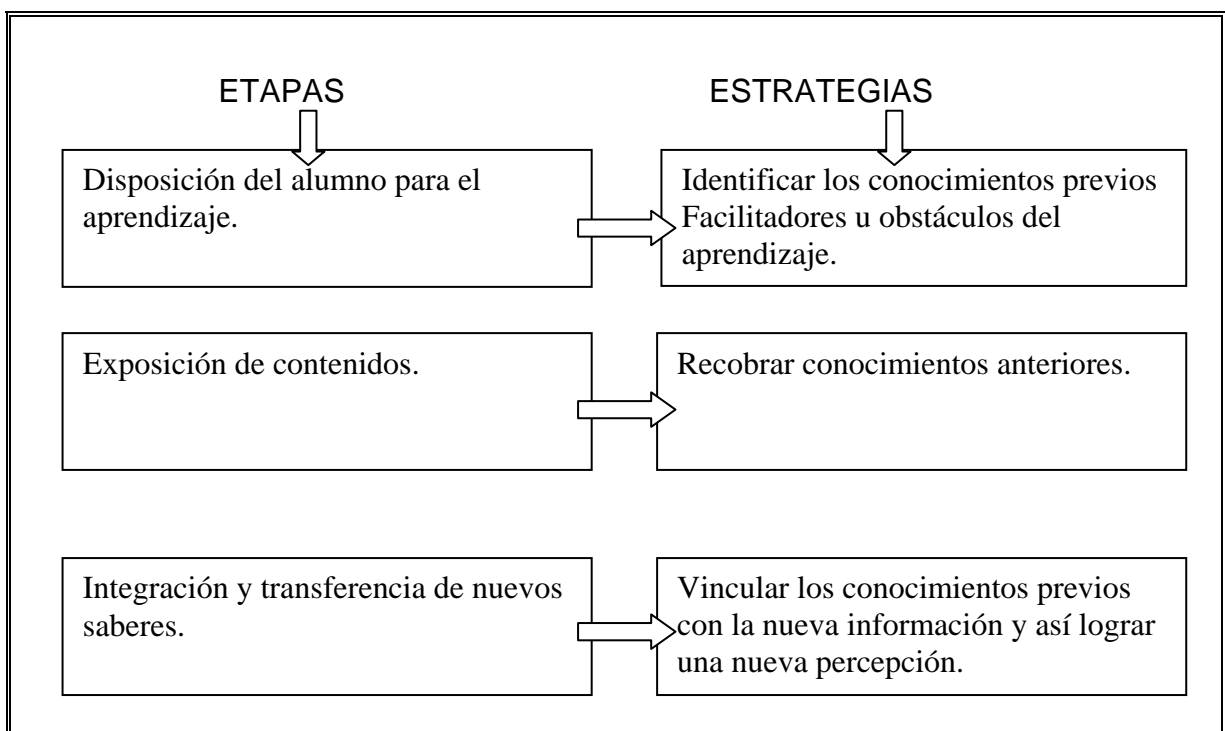 ETAPAS
ESTRATEGIAS
Disposición del alumno para el
aprendizaje.
Identificar los conocimientos previos
Facilitadores u obstáculos del
aprendizaje.
Exposición de contenidos.
Recobrar conocimientos anteriores.
Integración y transferencia de nuevos
saberes.
Vincular los conocimientos previos
con la nueva información y así lograr
una nueva percepción.